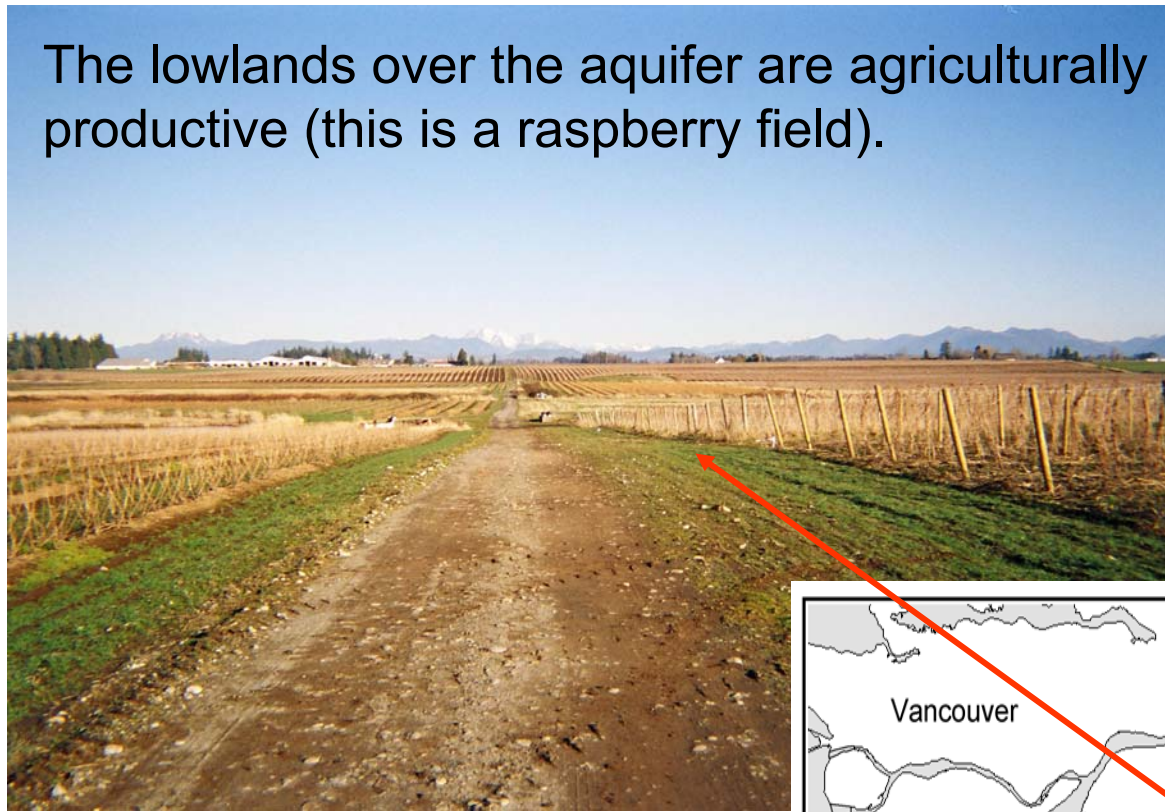 The lowlands over the aquifer are agriculturally
productive (this is a raspberry field).
Vancouver